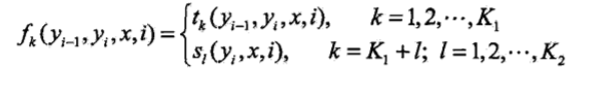 f_k(y_{i-1}, y_i, x, i) = { t_k(y_{i-1}, y_i, x, i), k = 1, 2, ⋯, K_1
s_l(y_i, x, i), k = K_1 + l; l = 1, 2, ⋯, K_2